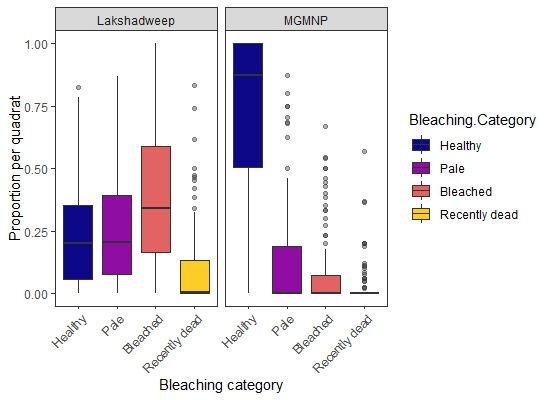 Lakshadweep MGMNP
Proportion per quadrat
1.00
0.75
0.50
0.25
0.00
Healthy Pale Bleached Recently dead Healthy Pale Bleached Recently dead
Bleaching category
Bleaching.Category
Healthy
Pale
Bleached
Recently dead